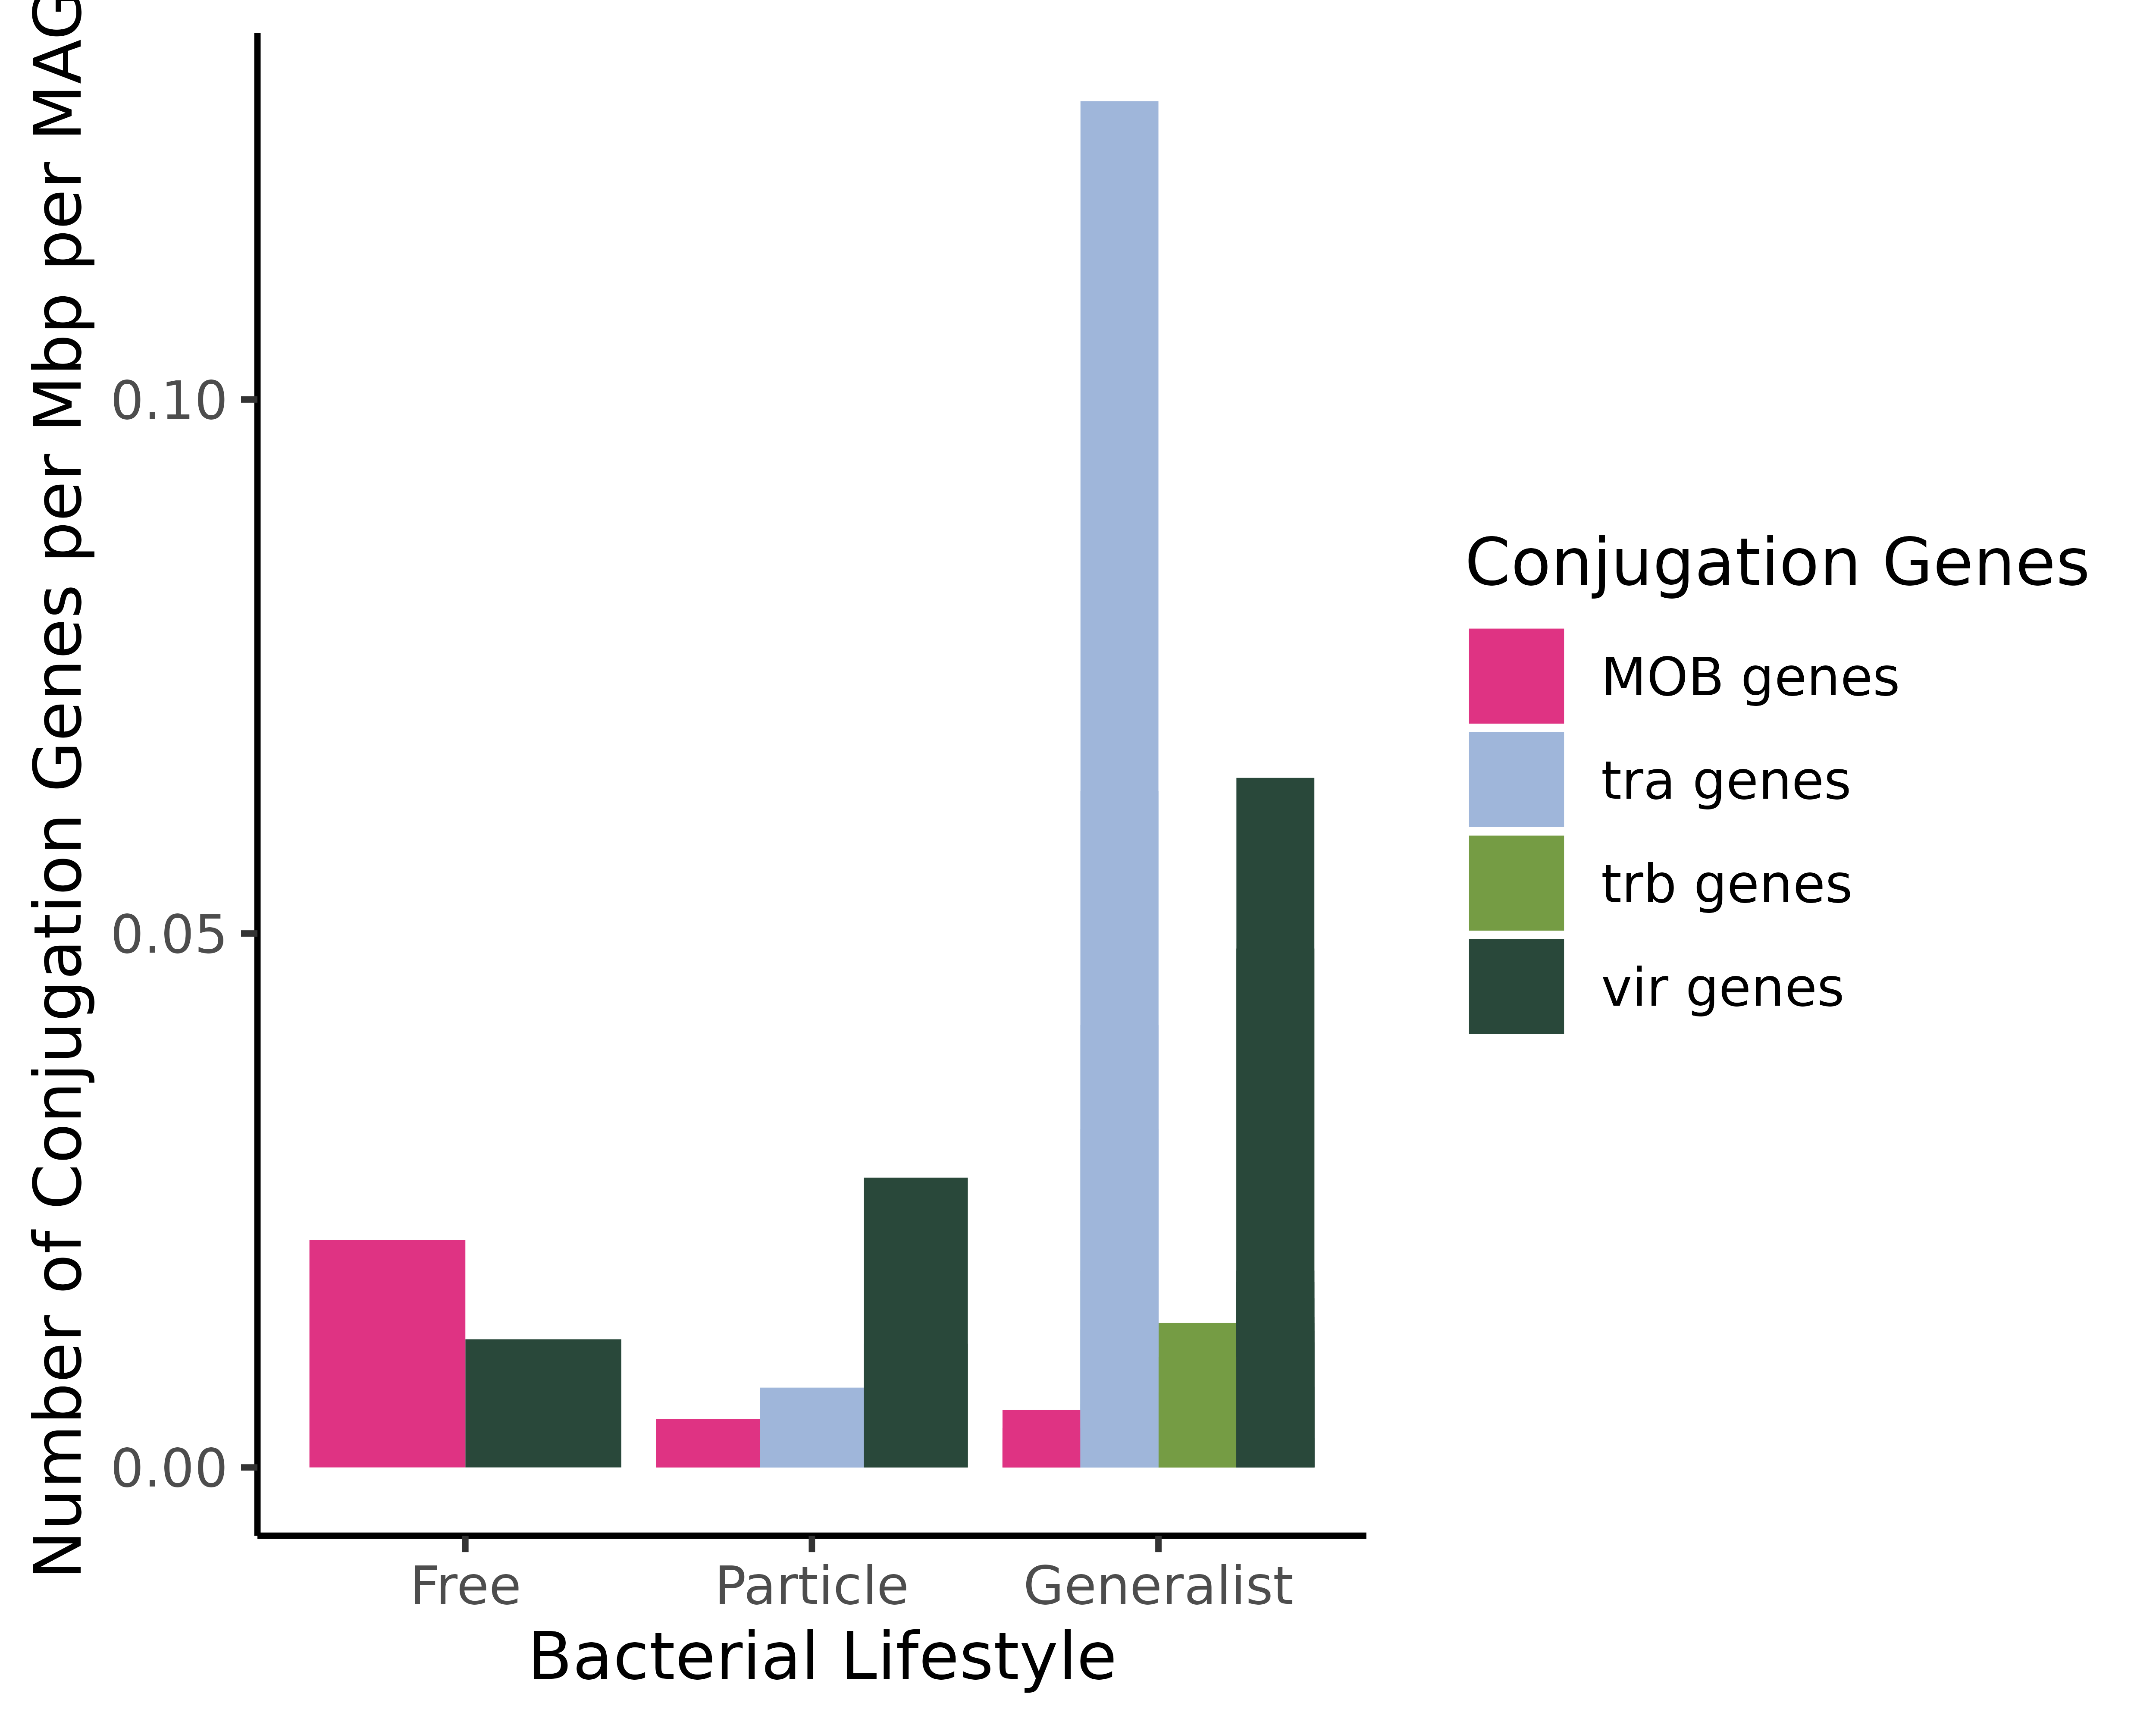 Number of Conjugation Genes per Mbp per MAG
0.10
0.05
0.00
Free Particle Generalist
Bacterial Lifestyle
Conjugation Genes
MOB genes
tra genes
trb genes
vir genes